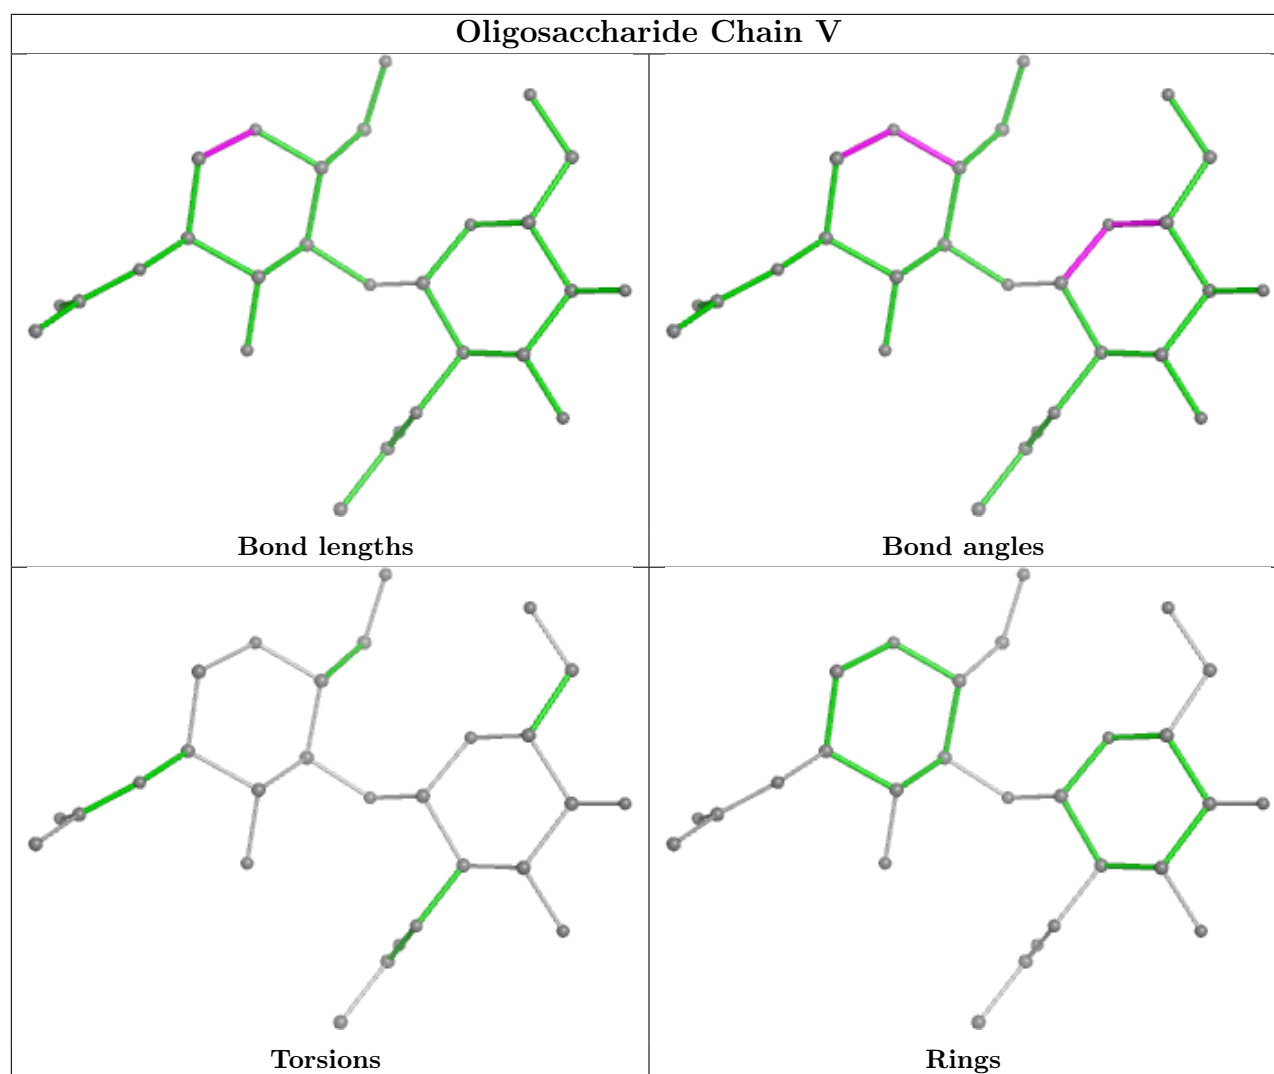 Oligosaccharide Chain V
Bond lengths
Bond angles
Torsions
Rings